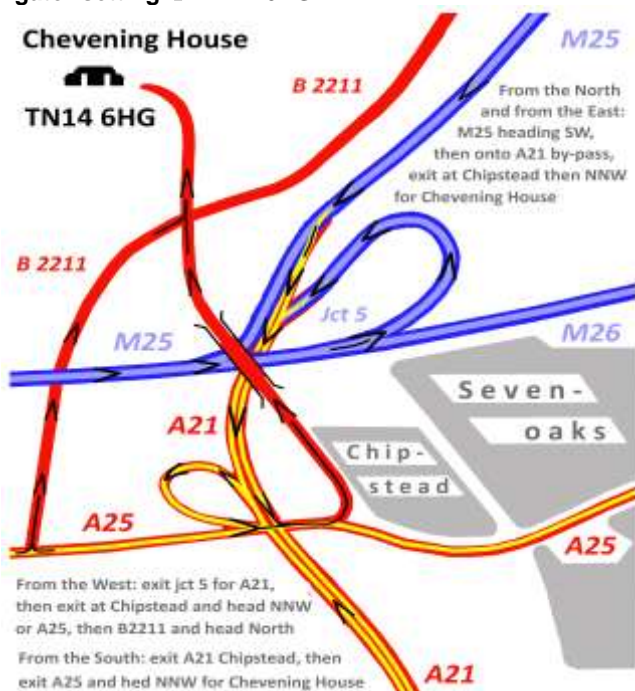 Chevening House
TN14 6HG
B 2211
M25
From the North
and from the East:
M25 heading SW,
then onto A21 by-pass,
exit at Chipstead then NNW
for Chevening House
B 2211
M25
Jct 5
M26
A21
Seven-
oaks
Chip-
stead
A25
A25
From the West: exit jct 5 for A21,
then exit at Chipstead and head NNW
or A25, then B2211 and head North
From the South: exit A21 Chipstead, then
exit A25 and hed NNW for Chevening House
A21